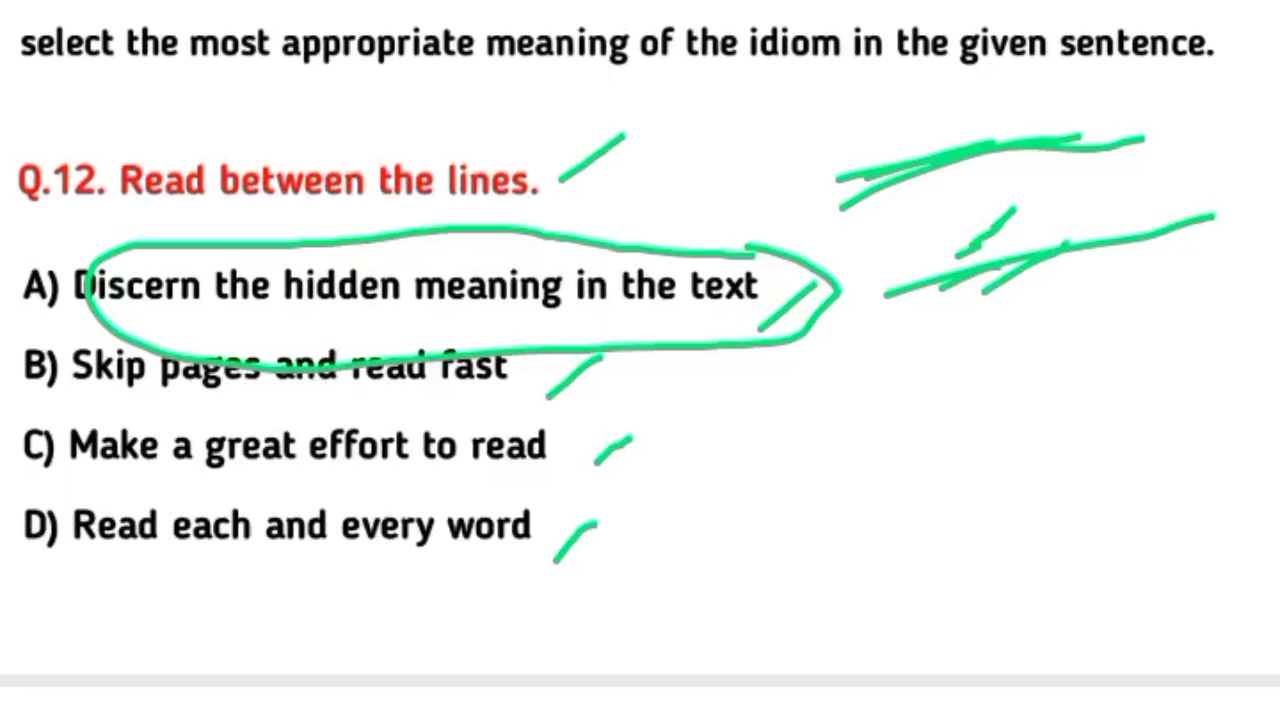 select the most appropriate meaning of the idiom in the given sentence.
Q.12. Read between the lines.
A) Discern the hidden meaning in the text
B) Skip pages and read fast
C) Make a great effort to read
D) Read each and every word